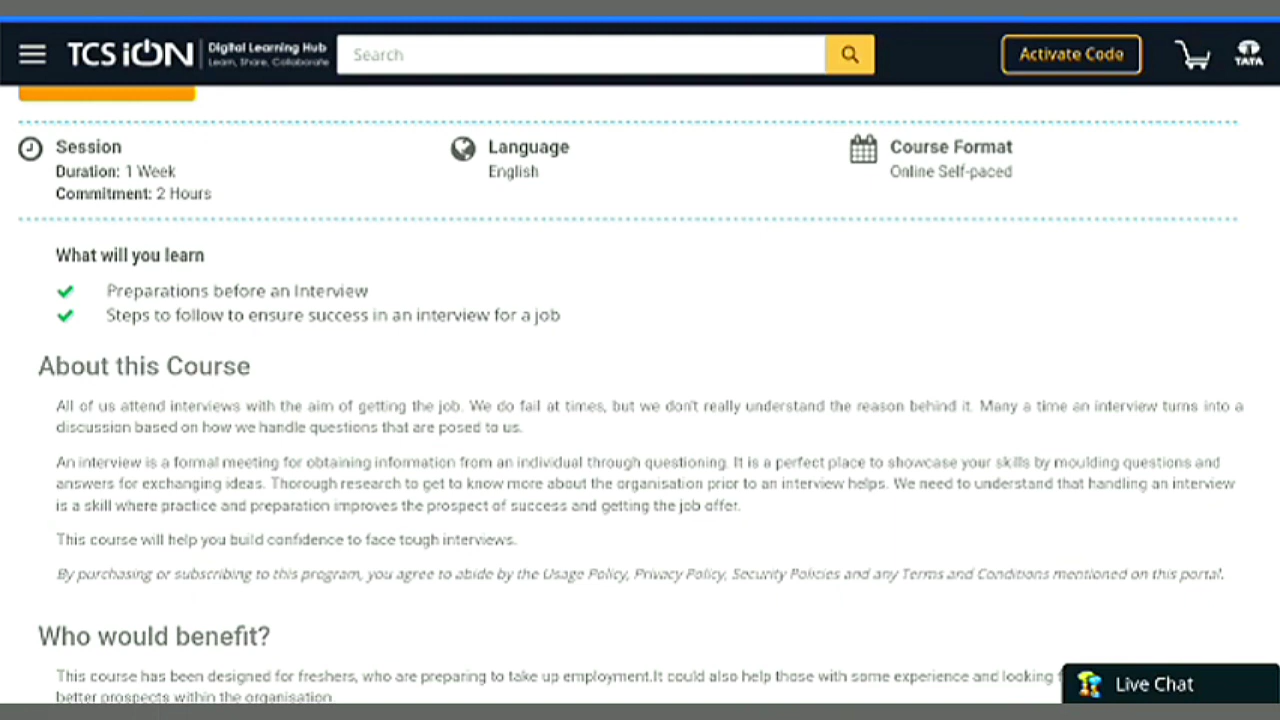 TCS iON
Digital Learning Hub
Learn, Share, Collaborate
Search
Activate Code
TATA
Session
Duration: 1 Week
Commitment: 2 Hours
Language
English
Course Format
Online Self-paced
What will you learn
Preparations before an Interview
Steps to follow to ensure success in an interview for a job
About this Course
All of us attend interviews with the aim of getting the job. We do fail at times, but we don't really understand the reason behind it. Many a time an interview turns into a
discussion based on how we handle questions that are posed to us.
An interview is a formal meeting for obtaining information from an individual through questioning. It is a perfect place to showcase your skills by moulding questions and
answers for exchanging ideas. Thorough research to get to know more about the organisation prior to an interview helps. We need to understand that handling an interview
is a skill where practice and preparation improves the prospect of success and getting the job offer.
This course will help you build confidence to face tough interviews.
By purchasing or subscribing to this program, you agree to abide by the Usage Policy, Privacy Policy, Security Policies and any Terms and Conditions mentioned on this portal.
Who would benefit?
This course has been designed for freshers, who are preparing to take up employment.It could also help those with some experience and looking
better prospects within the organisation
Live Chat